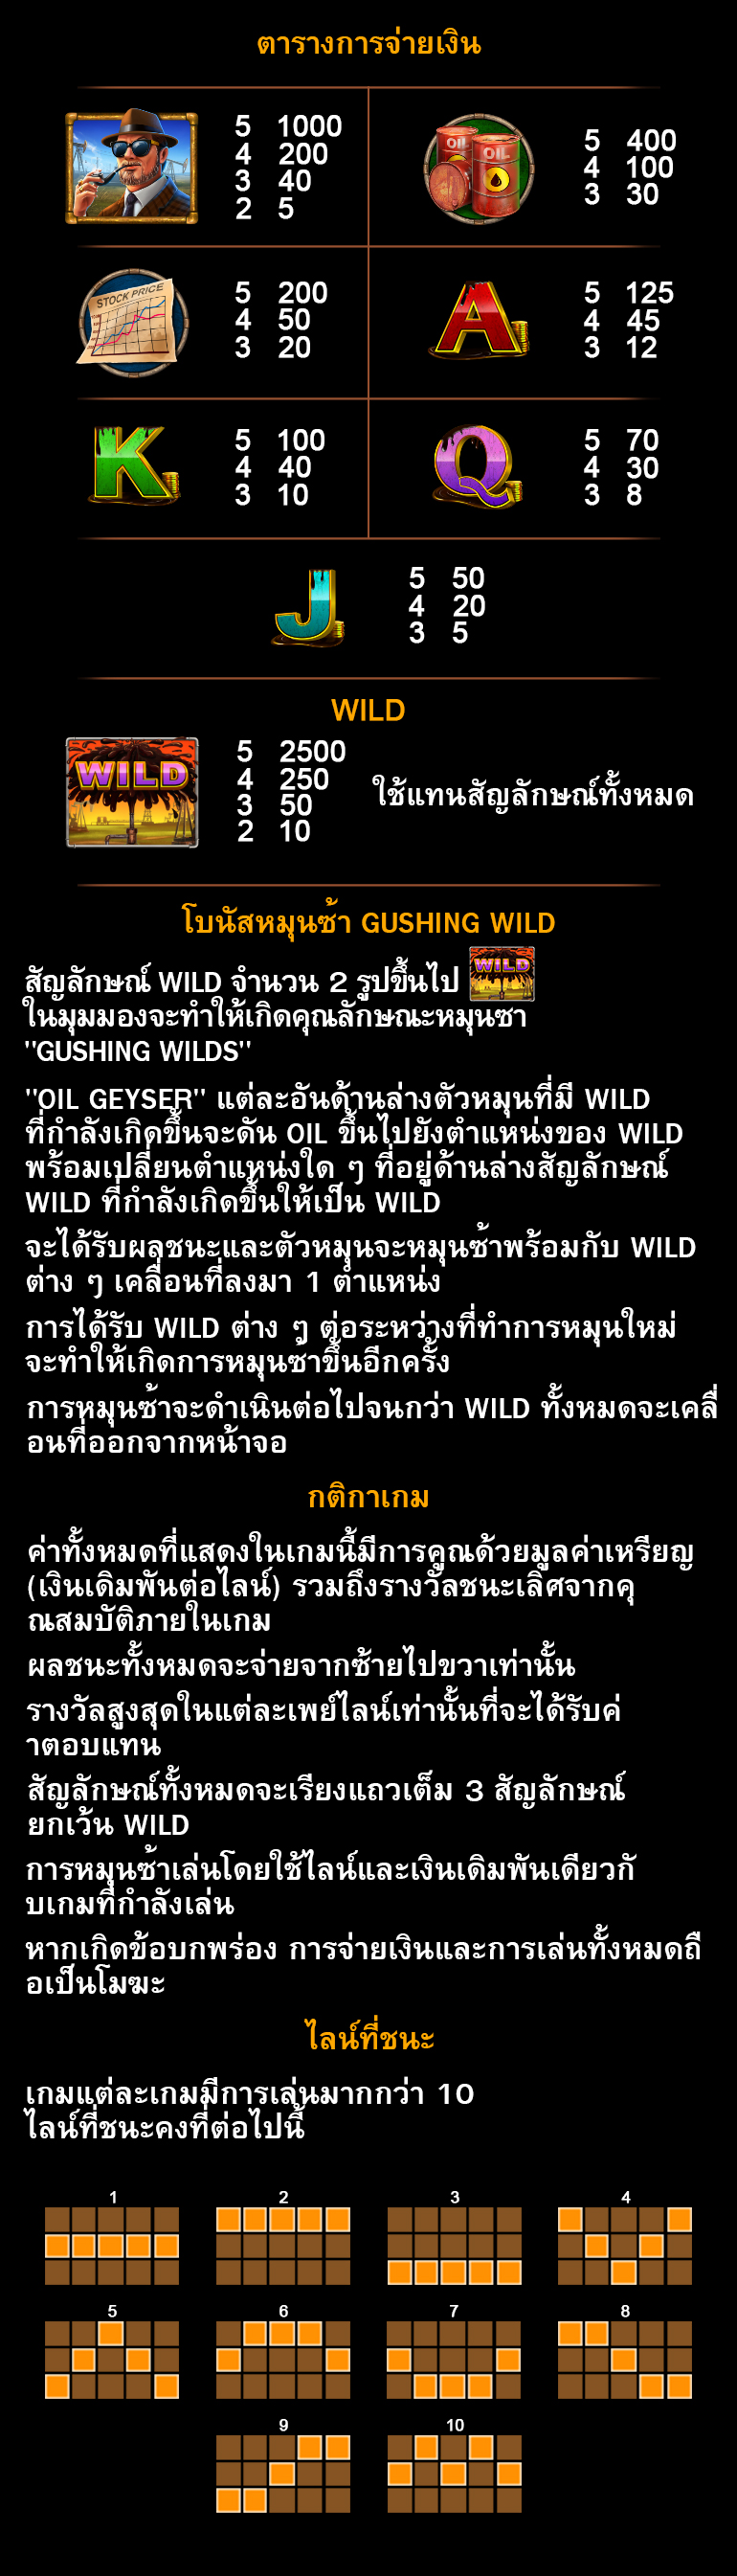 ตารางการจ่ายเงิน
5 1000
4 200
3 40
2 5
OIL
OIL
5 400
4 100
3 30
STOCK PRICE
5 200
4 50
3 20
A
5 125
4 45
3 12
K
5 100
4 40
3 10
Q
5 70
4 30
3 8
J
5 50
4 20
3 5
WILD
WILD
5 2500
4 250
3 50
2 10
ใช้แทนสัญลักษณ์ทั้งหมด
โบนัสหมุนซ้ำ GUSHING WILD
สัญลักษณ์ WILD จำนวน 2 รูปขึ้นไป WILD
ในมุมมองจะทำให้เกิดคุณลักษณะหมุนซา
"GUSHING WILDS"
"OIL GEYSER" แต่ละอันด้านล่างตัวหมุนที่มี WILD
ที่กำลังเกิดขึ้นจะดัน OIL ขึ้นไปยังตำแหน่งของ WILD
พร้อมเปลี่ยนตำแหน่งใด ๆ ที่อยู่ด้านล่างสัญลักษณ์
WILD ที่กำลังเกิดขึ้นให้เป็น WILD
จะได้รับผลชนะและตัวหมุนจะหมุนซ้ำพร้อมกับ WILD
ต่าง ๆ เคลื่อนที่ลงมา 1 ตำแหน่ง
การได้รับ WILD ต่าง ๆ ต่อระหว่างที่ทำการหมุนใหม่
จะทำให้เกิดการหมุนซ้ำขึ้นอีกครั้ง
การหมุนซ้ำจะดำเนินต่อไปจนกว่า WILD ทั้งหมดจะเคลื่
อนที่ออกจากหน้าจอ
กติกาเกม
ค่าทั้งหมดที่แสดงในเกมนี้มีการคูณด้วยมูลค่าเหรียญ
(เงินเดิมพันต่อไลน์) รวมถึงรางวัลชนะเลิศจากคุ
ณสมบัติภายในเกม
ผลชนะทั้งหมดจะจ่ายจากซ้ายไปขวาเท่านั้น
รางวัลสูงสุดในแต่ละเพย์ไลน์เท่านั้นที่จะได้รับค่
าตอบแทน
สัญลักษณ์ทั้งหมดจะเรียงแถวเต็ม 3 สัญลักษณ์
ยกเว้น WILD
การหมุนซ้ำเล่นโดยใช้ไลน์และเงินเดิมพันเดียวกั
บเกมที่กำลังเล่น
หากเกิดข้อบกพร่อง การจ่ายเงินและการเล่นทั้งหมดถื
อเป็นโมฆะ
ไลน์ที่ชนะ
เกมแต่ละเกมมีการเล่นมากกว่า 10
ไลน์ที่ชนะคงที่ต่อไปนี้
1 2 3 4
5 6 7 8
9 10